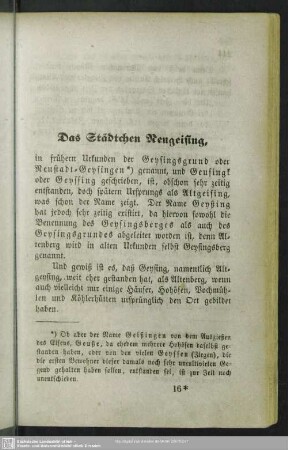 Das Städtchen Neugeising,
in frühern Urkunden der Geysingsgrund oder
Neustadt-Geysingen*) genannt, und Geusingk
oder Geyßing geschrieben, ist, obschon sehr zeitig
entstanden, doch spätern Ursprungs als Altgeising,
was schon der Name zeigt. Der Name Geyßing
hat jedoch sehr zeitig existirt, da hiervon sowohl die
Benennung des Geysingsberges als auch des
Geysingsgrundes abgeleitet worden ist, denn Al-
tenberg wird in alten Urkunden selbst Geysingsberg
genannt.
Und gewiß ist es, daß Geysing, namentlich Alt-
geysing, weit eher gestanden hat, als Altenberg, wenn
auch vielleicht nur einige Häuser, Hohöfen, Pochmüh-
len und Köhlerhütten ursprünglich den Ort gebildet
haben.
*) Ob aber der Name Geißingen von dem Ausgießen
des Eisens, Geuße, da ehedem mehrere Hohöfen daselbst ge-
standen haben, oder von den vielen Geyssen (Ziegen), die
die ersten Bewohner dieser damals noch sehr unkultivirten Ge-
gend gehalten haben sollen, entstanden sei, ist zur Zeit noch
unentschieden.
16*